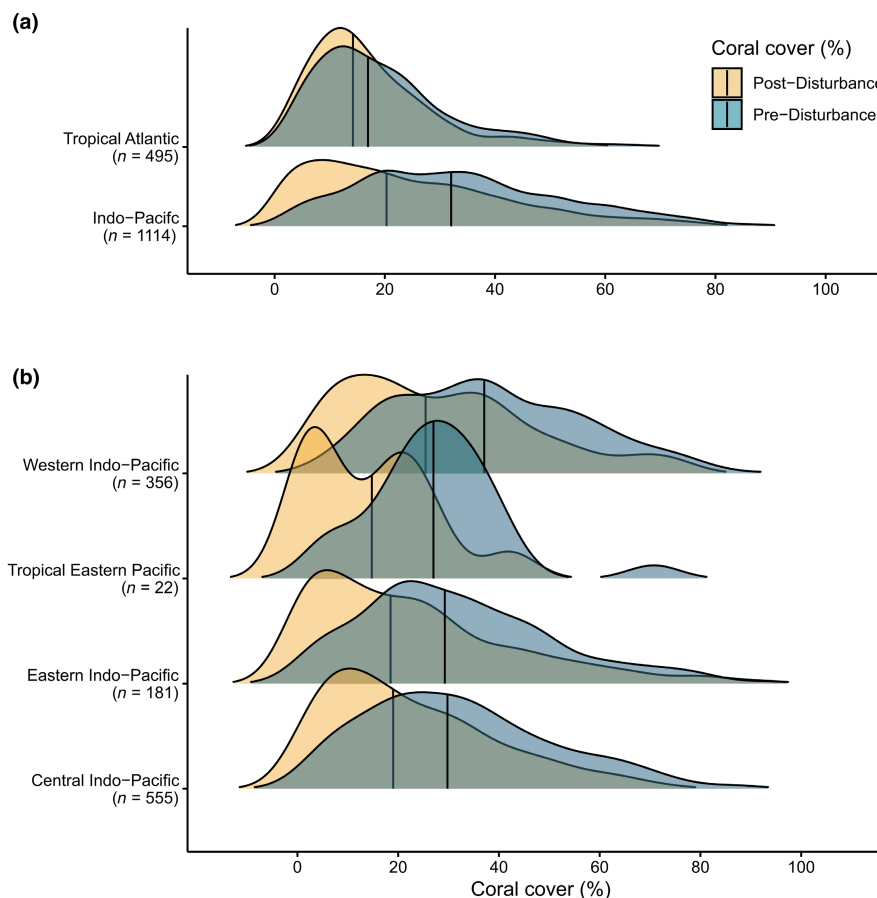 (a)
Coral cover (%)
Post−Disturbance
Pre−Disturbance
Tropical Atlantic
(n = 495)
Indo−Pacifc
(n = 1114)
0 20 40 60 80 100
(b)
Western Indo−Pacific
(n = 356)
Tropical Eastern Pacific
(n = 22)
Eastern Indo−Pacific
(n = 181)
Central Indo−Pacific
(n = 555)
0 20 40 60 80 100
Coral cover (%)